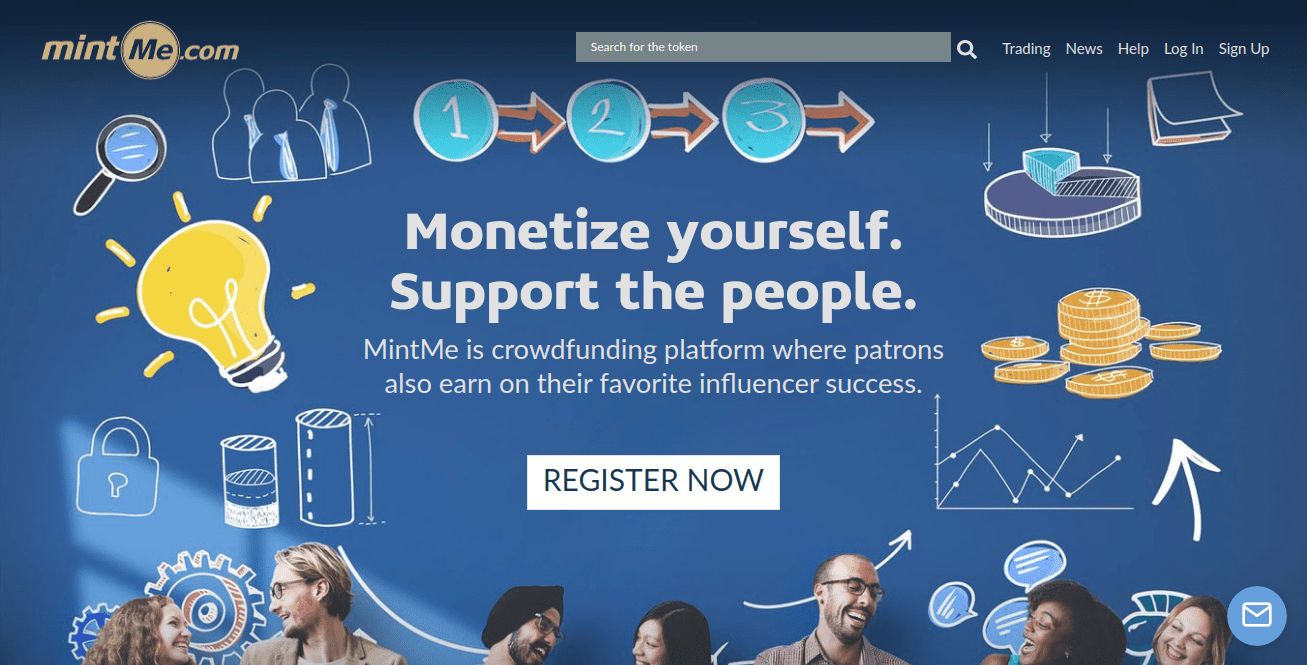 mintMe.com
Search for the token
Trading News Help Log In Sign Up
1 2 3
Monetize yourself.
Support the people.
MintMe is crowdfunding platform where patrons
also earn on their favorite influencer success.
REGISTER NOW
$
$
$$